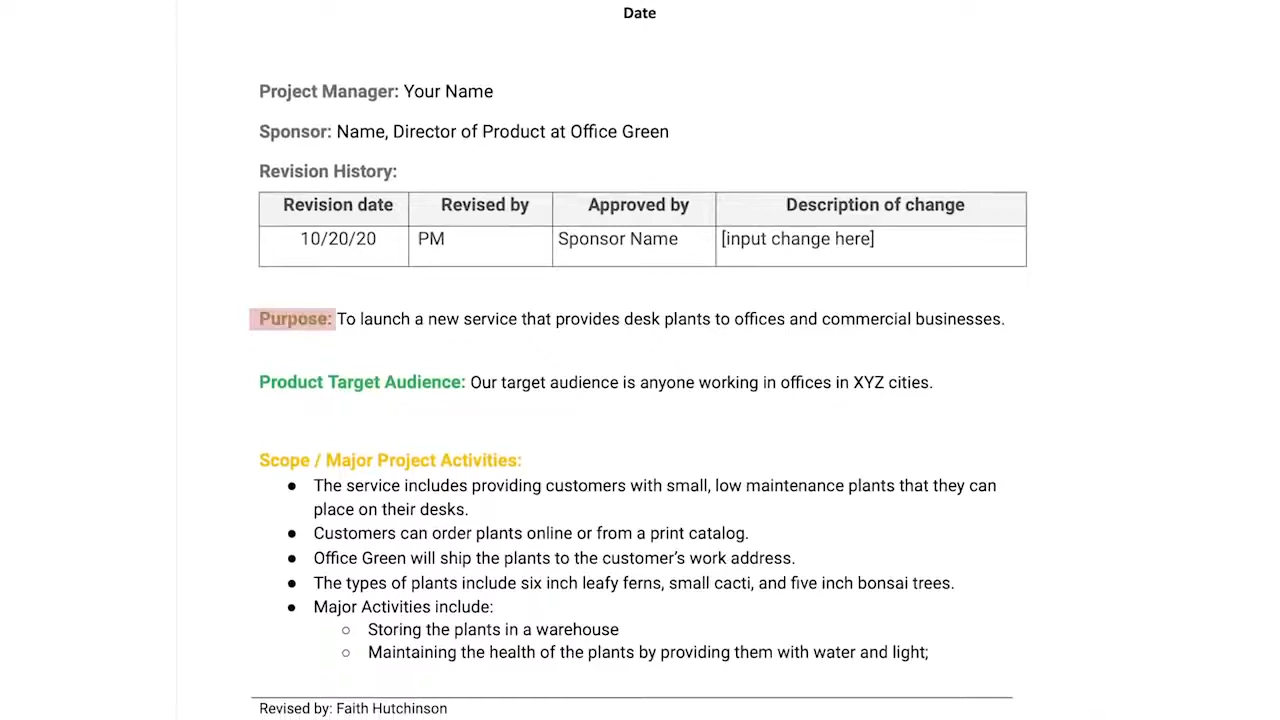 Date
Project Manager: Your Name
Sponsor: Name, Director of Product at Office Green
Revision History:
Revision date Revised by Approved by Description of change
10/20/20 PM Sponsor Name [input change here]
Purpose: To launch a new service that provides desk plants to offices and commercial businesses.
Product Target Audience: Our target audience is anyone working in offices in XYZ cities.
Scope / Major Project Activities:
● The service includes providing customers with small, low maintenance plants that they can
place on their desks.
● Customers can order plants online or from a print catalog.
● Office Green will ship the plants to the customer’s work address.
● The types of plants include six inch leafy ferns, small cacti, and five inch bonsai trees.
● Major Activities include:
○ Storing the plants in a warehouse
○ Maintaining the health of the plants by providing them with water and light;
Revised by: Faith Hutchinson